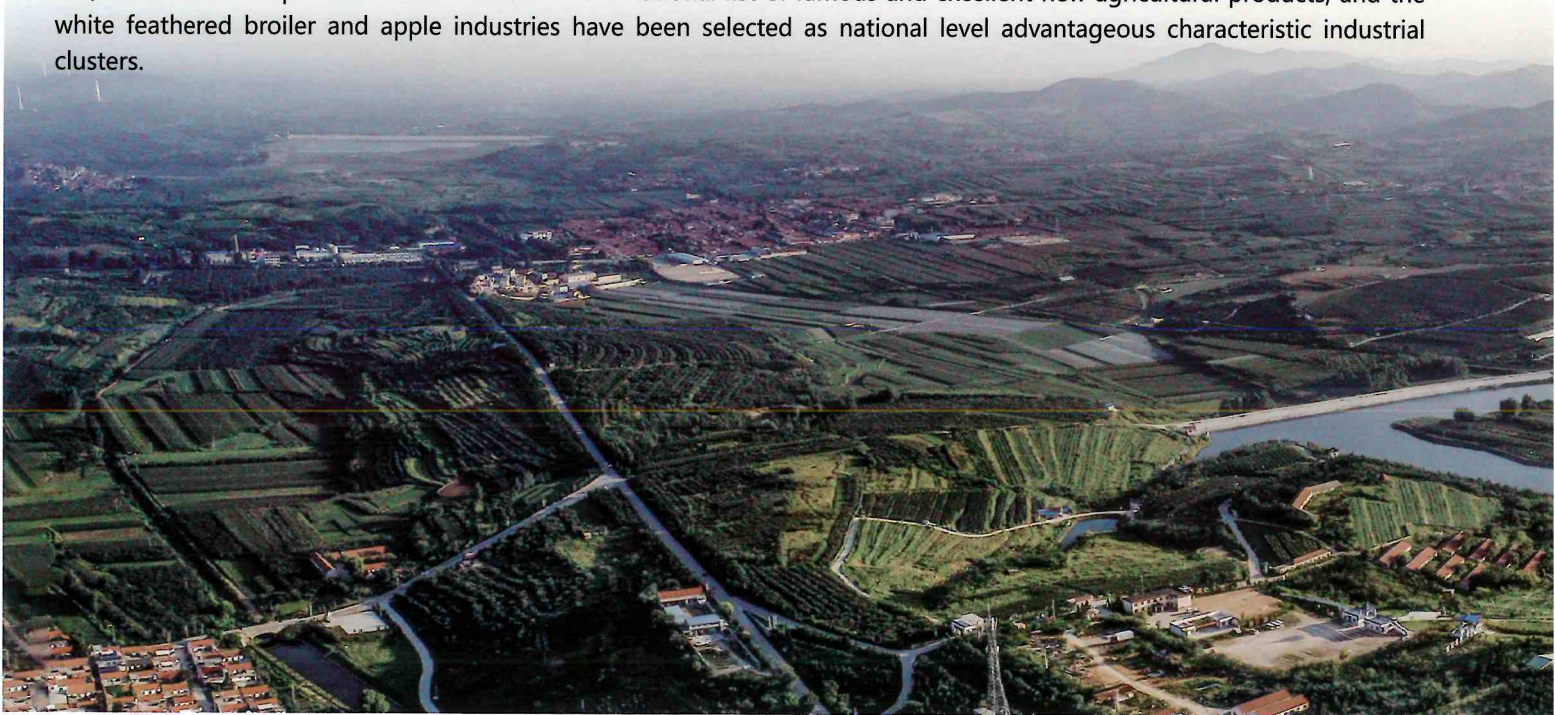 list of famous and excellent new agricultural products, and the
white feathered broiler and apple industries have been selected as national level advantageous characteristic industrial
clusters.